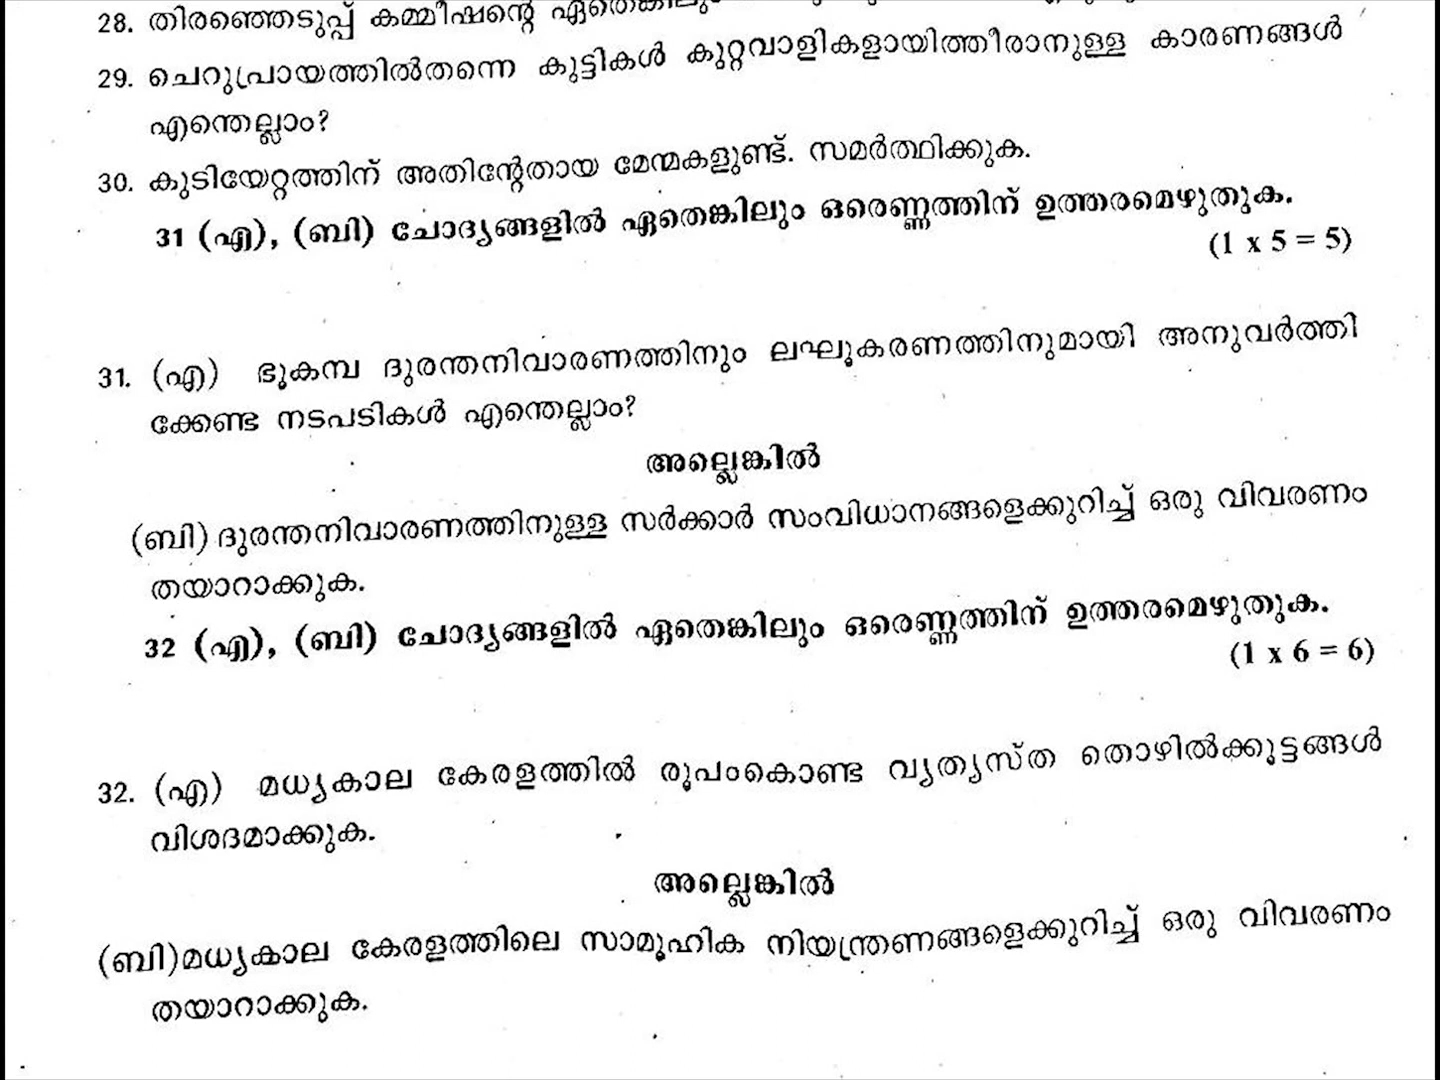 28. തിരഞ്ഞെടുപ്പ് കമ്മീഷന്റെ ഏതെങ്കിലും
29. ചെറുപ്രായത്തിൽതന്നെ കുട്ടികൾ കുറ്റവാളികളായിത്തീരാനുള്ള കാരണങ്ങൾ
എന്തെല്ലാം?
30. കുടിയേറ്റത്തിന് അതിന്റേതായ മേന്മകളുണ്ട്. സമർത്ഥിക്കുക.
31 (എ), (ബി) ചോദ്യങ്ങളിൽ ഏതെങ്കിലും ഒരെണ്ണത്തിന് ഉത്തരമെഴുതുക.
(1 x 5 = 5)
31. (എ) ഭൂകമ്പ ദുരന്തനിവാരണത്തിനും ലഘൂകരണത്തിനുമായി അനുവർത്തി
ക്കേണ്ട നടപടികൾ എന്തെല്ലാം?
അല്ലെങ്കിൽ
(ബി) ദുരന്തനിവാരണത്തിനുള്ള സർക്കാർ സംവിധാനങ്ങളെക്കുറിച്ച് ഒരു വിവരണം
തയാറാക്കുക.
32 (എ), (ബി) ചോദ്യങ്ങളിൽ ഏതെങ്കിലും ഒരെണ്ണത്തിന് ഉത്തരമെഴുതുക.
(1 x 6 = 6)
32. (എ) മധ്യകാല കേരളത്തിൽ രൂപംകൊണ്ട വ്യത്യസ്ത തൊഴിൽക്കൂട്ടങ്ങൾ
വിശദമാക്കുക.
അല്ലെങ്കിൽ
(ബി)മധ്യകാല കേരളത്തിലെ സാമൂഹിക നിയന്ത്രണങ്ങളെക്കുറിച്ച് ഒരു വിവരണം
തയാറാക്കുക.